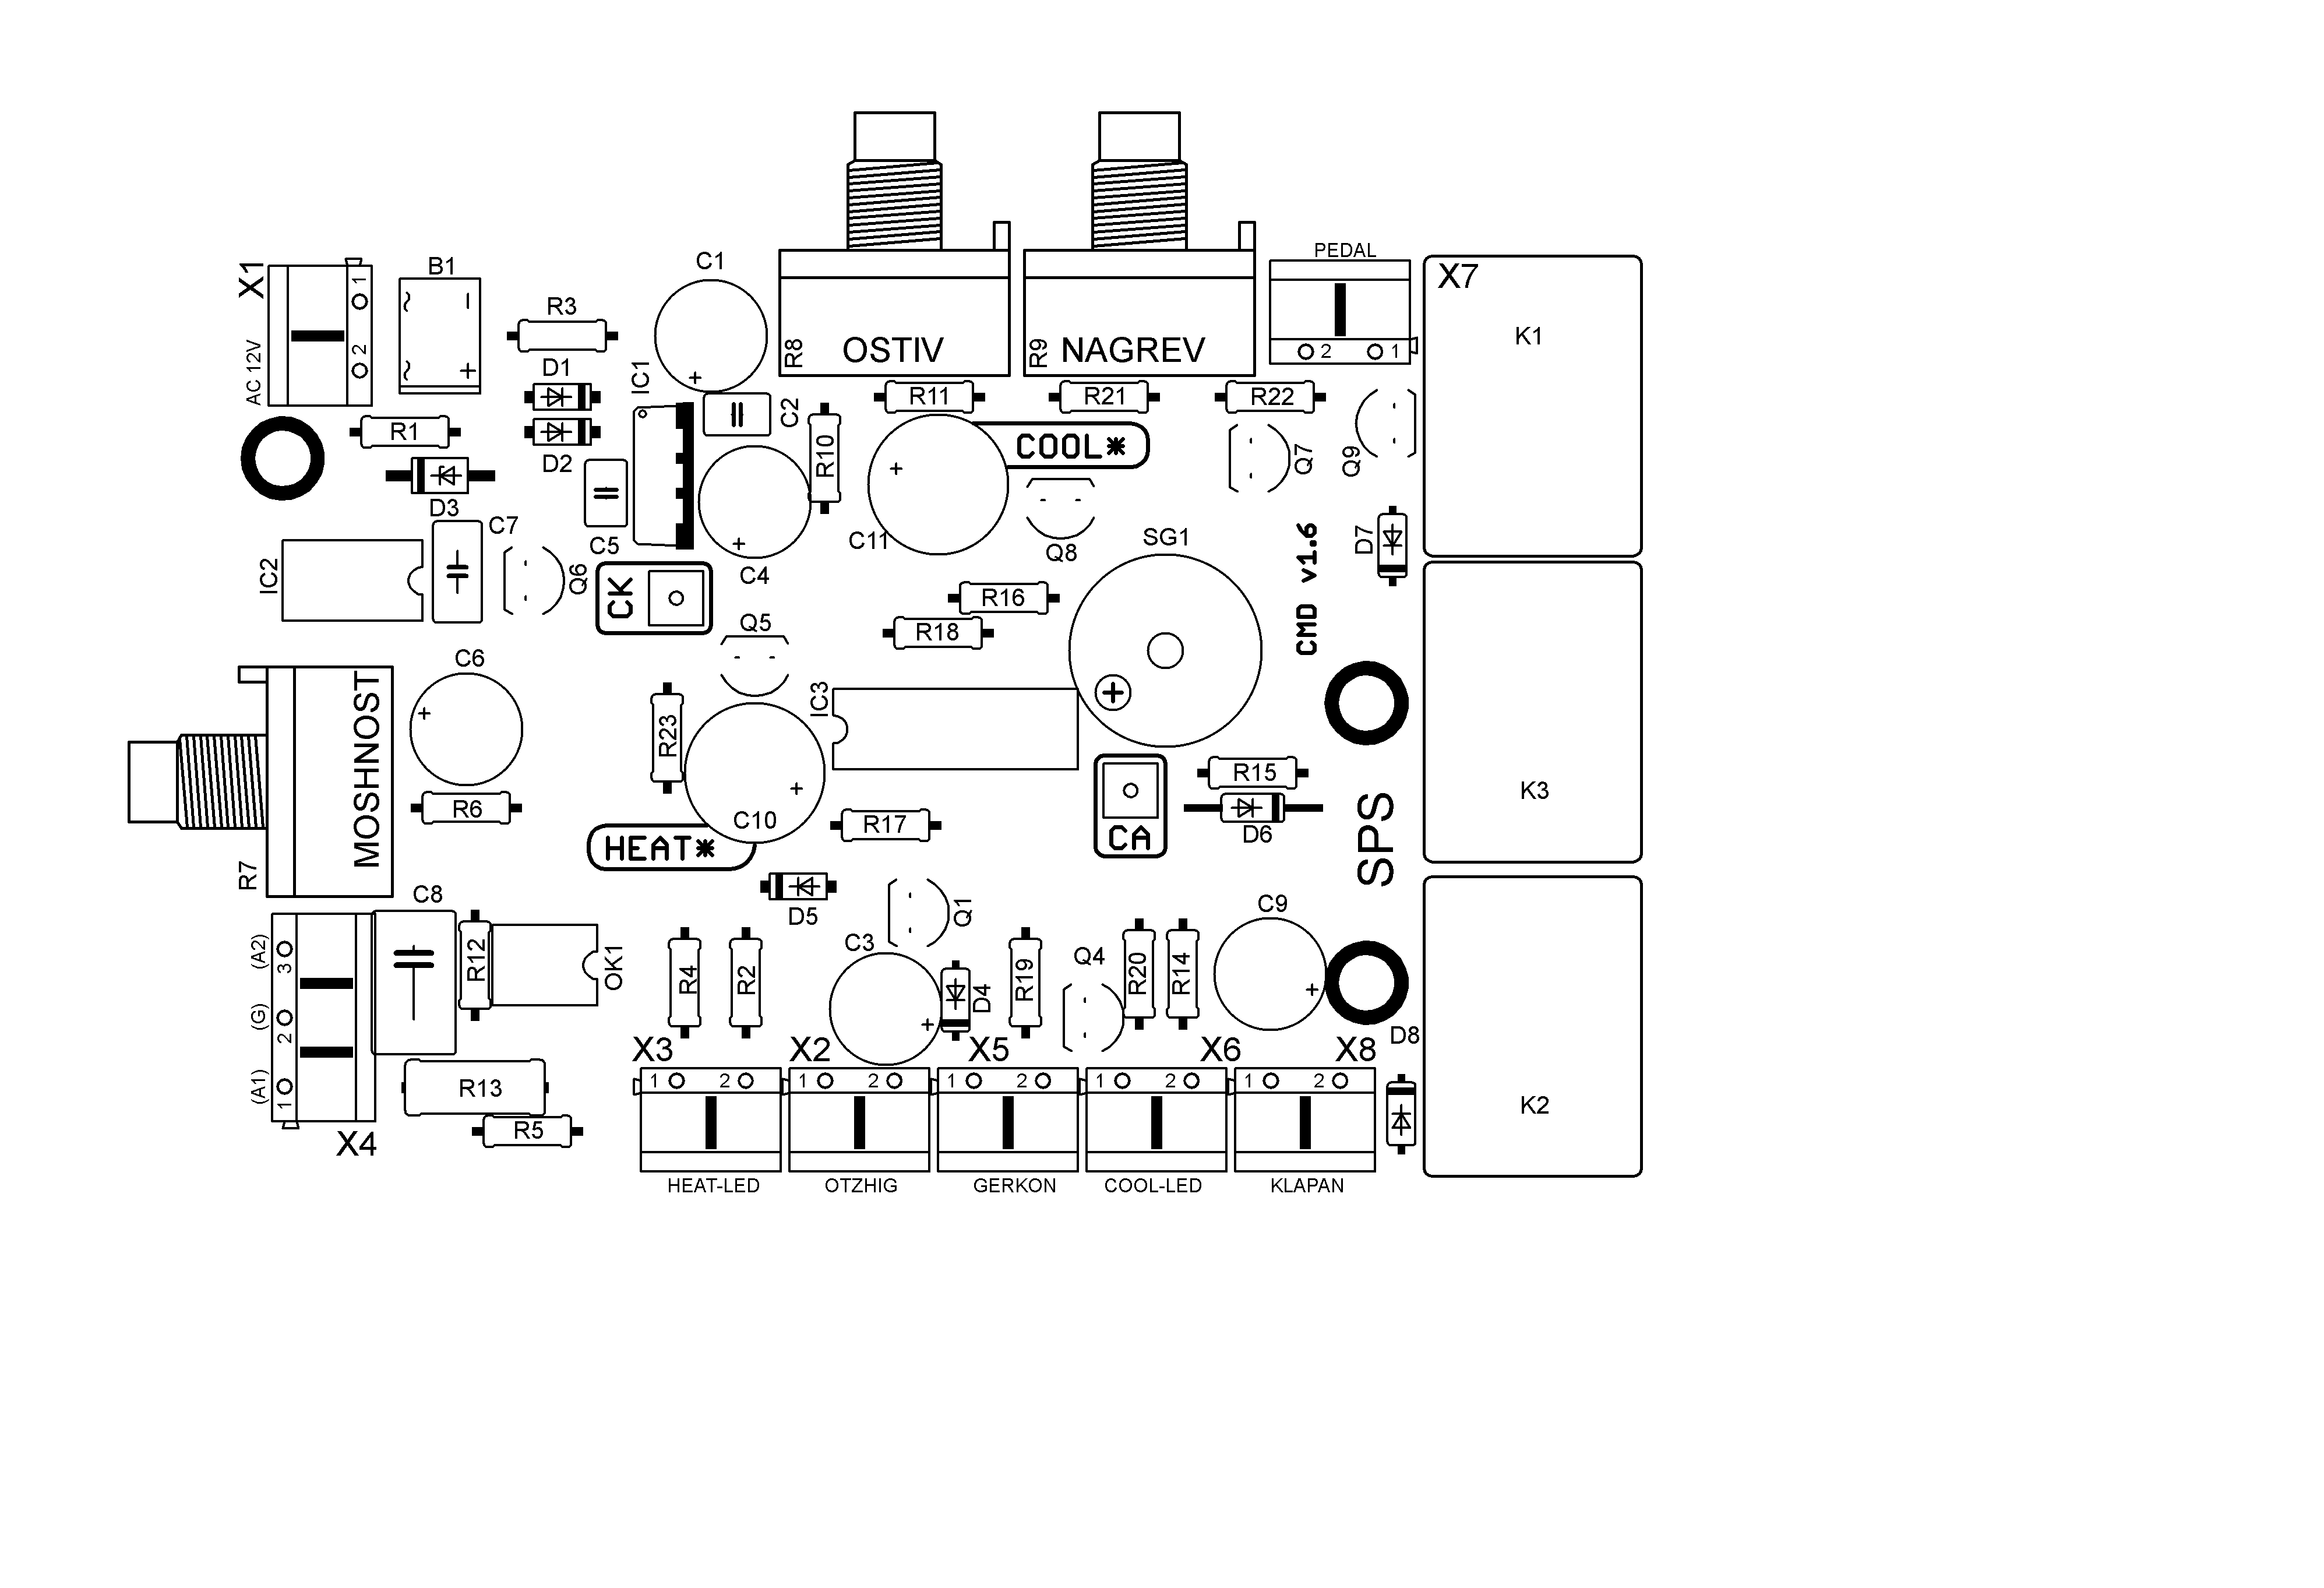 C1
PEDAL
X1
B1
X7
R3
1
2
AC 12V
~
~
−
+
R8
OSTIV
R9
NAGREV
2
1
K1
D1
IC1
+
R11
R21
R22
C2
R1
D2
R10
COOL*
Q7
Q9
+
D3
C7
C5
+
C4
C11
Q8
SG1
D7
CMD v1.6
IC2
Q6
CK
Q5
R16
R18
C6
+
MOSHNOST
R7
R6
R23
IC3
+
+
C10
HEAT*
R17
CA
R15
D6
K3
SPS
C8
D5
Q1
C9
(A2)
3
(G)
2
(A1)
1
R12
OK1
R4
R2
C3
+
D4
R19
Q4
R20
R14
+
D8
X3
X2
X5
X6
X8
R13
R5
X4
1 2
1 2
1 2
1 2
1 2
K2
HEAT-LED
OTZHIG
GERKON
COOL-LED
KLAPAN